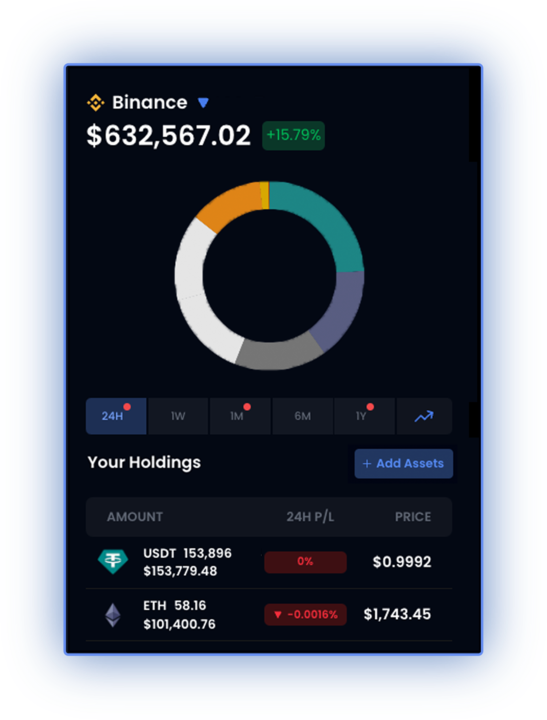 Binance
$632,567.02 +15.79%
24H 1W 1M 6M 1Y
Your Holdings + Add Assets
AMOUNT 24H P/L PRICE
USDT 153,896
$153,779.48 0% $0.9992
ETH 58.16
$101,400.76 ▼ -0.0016% $1,743.45